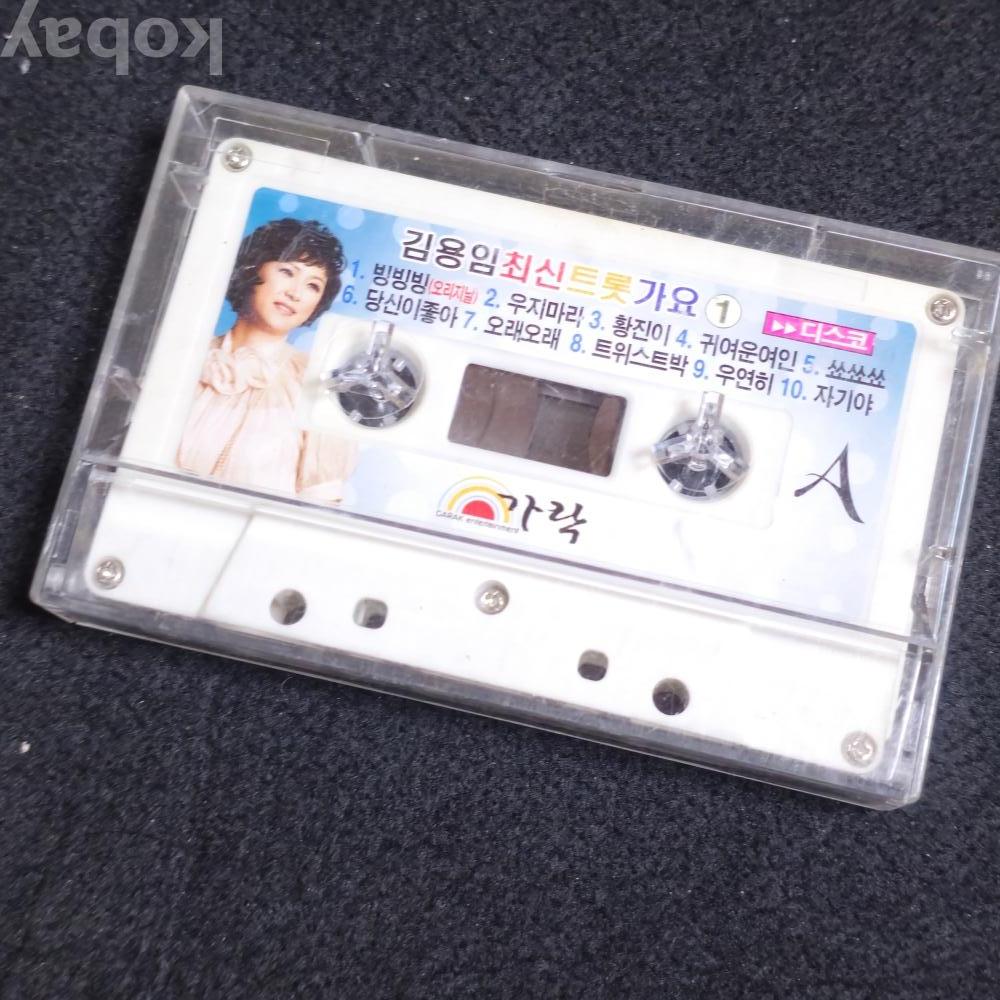 kobay
김용임최신트롯가요 1 ▶▶디스코
1. 빙빙빙(오리지널) 2. 우지마라 3. 황진이 4. 귀여운여인 5. 쑈쑈쑈
6. 당신이좋아 7. 오래오래 8. 트위스트박 9. 우연히 10. 자기야
A
가락
GARAK entertainment